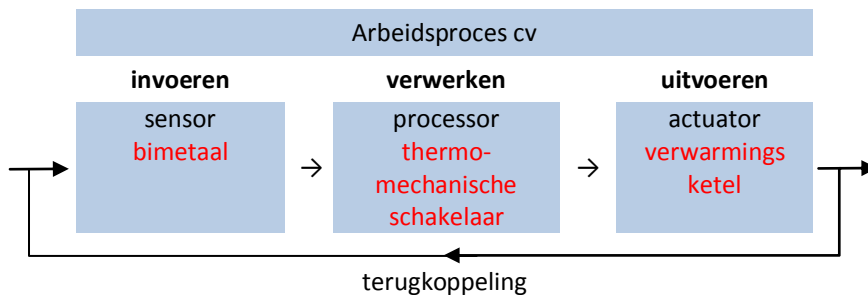 Arbeidsproces cv
invoeren
verwerken
uitvoeren
sensor
bimetaal
→
processor
thermo-
mechanische
schakelaar
→
actuator
verwarmings
ketel
terugkoppeling